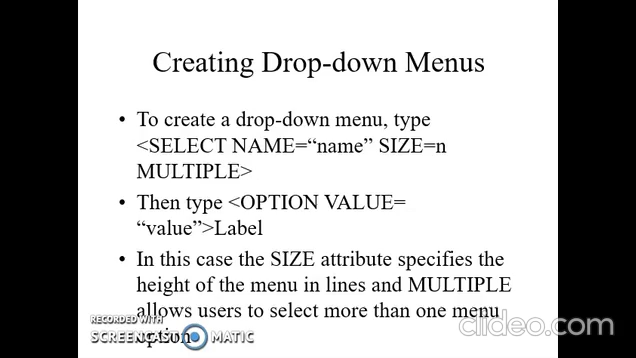 Creating Drop-down Menus
• To create a drop-down menu, type
<SELECT NAME=“name” SIZE=n
MULTIPLE>
• Then type <OPTION VALUE=
“value”>Label
• In this case the SIZE attribute specifies the
height of the menu in lines and MULTIPLE
allows users to select more than one menu
option
RECORDED WITH
SCREENCAST MATIC
clideo.com